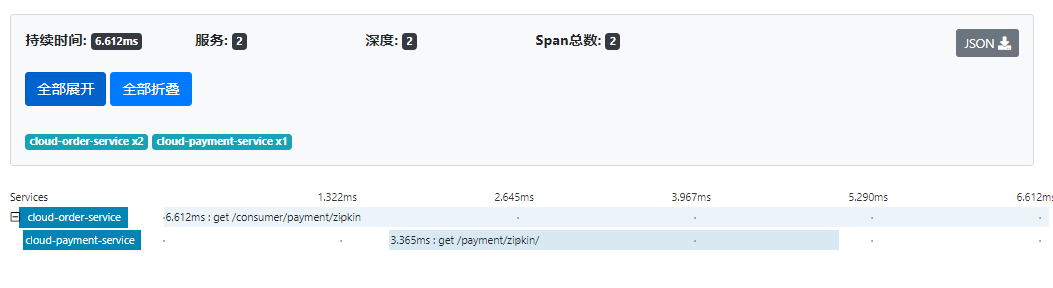 持续时间: 6.612ms 服务: 2 深度: 2 Span总数: 2 JSON
全部展开 全部折叠
cloud-order-service x2 cloud-payment-service x1
Services 1.322ms 2.645ms 3.967ms 5.290ms 6.612ms
cloud-order-service 6.612ms : get /consumer/payment/zipkin
cloud-payment-service 3.365ms : get /payment/zipkin/